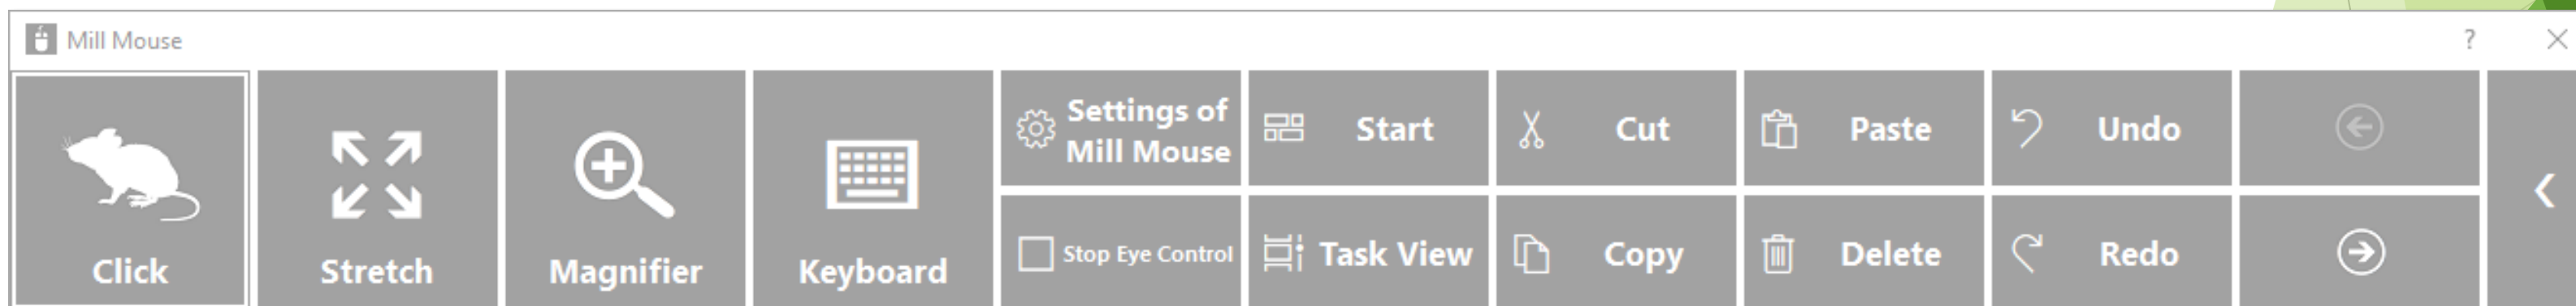 Mill Mouse
?
Click
Stretch
Magnifier
Keyboard
Settings of
Mill Mouse
Stop Eye Control
Start
Task View
Cut
Copy
Paste
Delete
Undo
Redo